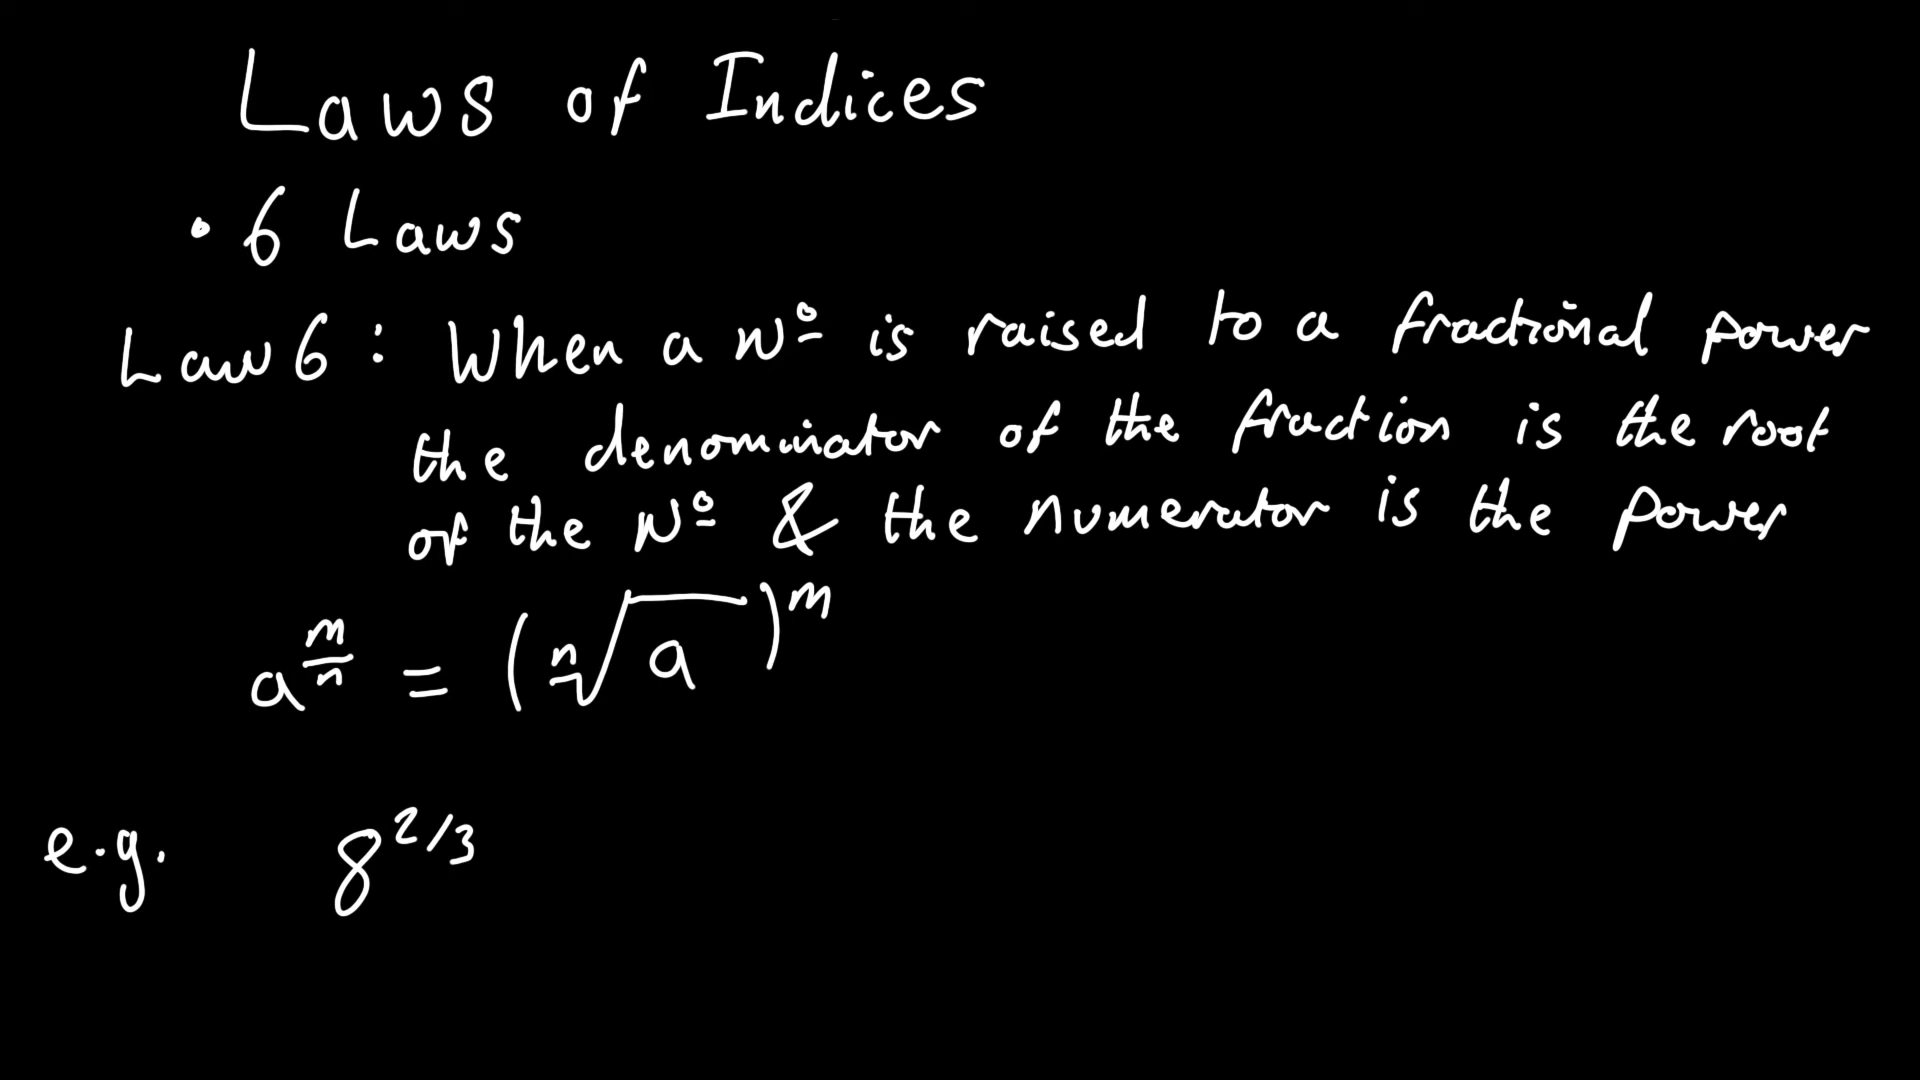 Laws of Indices
• 6 Laws
Law 6 : When a Nº is raised to a fractional power
the denominator of the fraction is the root
of the Nº & the numerator is the power
a^(m/n) = (ⁿ√a)^m
e.g. 8^(2/3)